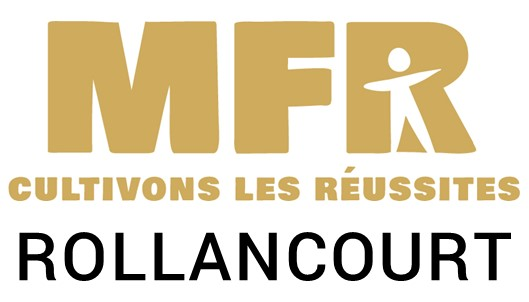 MFR
CULTIVONS LES RÉUSSITES
ROLLANCOURT